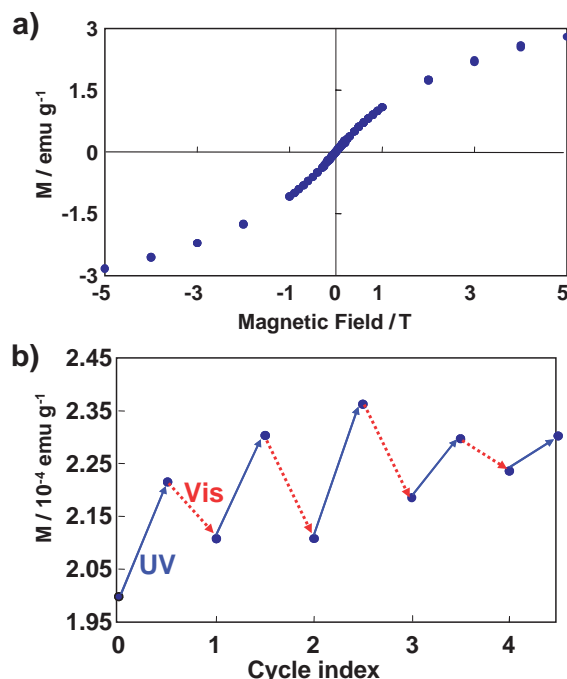 a)
3
1.5
0
-1.5
-3
M / emu g⁻¹
-5
-3
-1
0
1
3
5
Magnetic Field / T
b)
2.45
2.35
2.25
2.15
2.05
1.95
M / 10⁻⁴ emu g⁻¹
Vis
UV
0
1
2
3
4
Cycle index